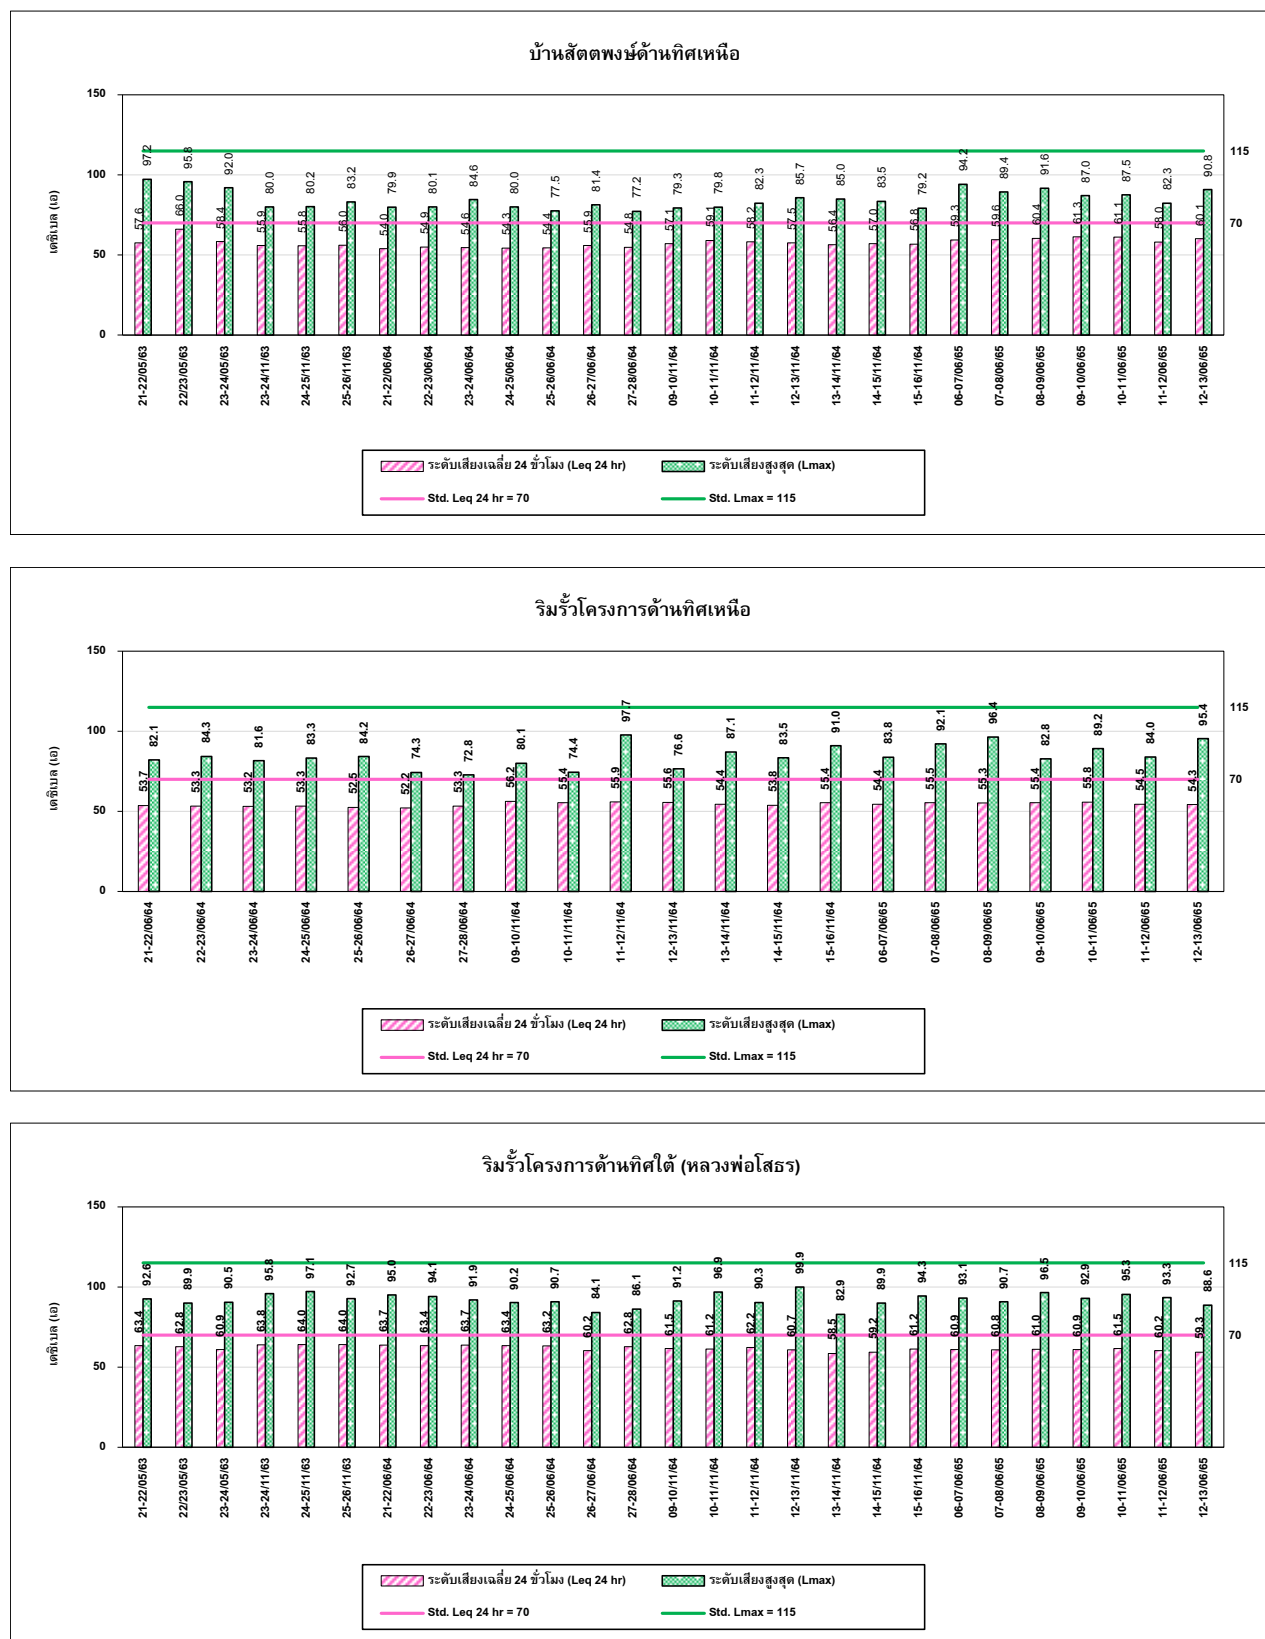 บ้านสัตตพงษ์ด้านทิศเหนือ
เดซิเบล (เอ)
150
100
50
0
115
70
57.6 97.2 66.0 95.8 58.4 92.0 55.9 80.0 55.8 80.2 56.0 83.2 54.0 79.9 54.9 80.1 54.6 84.6 54.3 80.0 54.4 77.5 55.9 81.4 54.8 77.2 57.1 79.3 59.1 79.8 58.2 82.3 57.5 85.7 56.4 85.0 57.0 83.5 56.8 79.2 59.3 94.2 59.6 89.4 60.4 91.6 61.3 87.0 61.1 87.5 58.0 82.3 60.1 90.8
21-22/05/63 22/23/05/63 23-24/05/63 23-24/11/63 24-25/11/63 25-26/11/63 21-22/06/64 22-23/06/64 23-24/06/64 24-25/06/64 25-26/06/64 26-27/06/64 27-28/06/64 09-10/11/64 10-11/11/64 11-12/11/64 12-13/11/64 13-14/11/64 14-15/11/64 15-16/11/64 06-07/06/65 07-08/06/65 08-09/06/65 09-10/06/65 10-11/06/65 11-12/06/65 12-13/06/65
ระดับเสียงเฉลี่ย 24 ชั่วโมง (Leq 24 hr) ระดับเสียงสูงสุด (Lmax)
Std. Leq 24 hr = 70 Std. Lmax = 115
ริมรั้วโครงการด้านทิศเหนือ
เดซิเบล (เอ)
150
100
50
0
115
70
53.7 82.1 53.3 84.3 53.2 81.6 53.3 83.3 52.5 84.2 52.2 74.3 53.3 72.8 56.2 80.1 55.4 74.4 55.9 97.7 55.6 76.6 54.4 87.1 53.8 83.5 55.4 91.0 54.4 83.8 55.5 92.1 55.3 96.4 55.4 82.8 55.8 89.2 54.5 84.0 54.3 95.4
21-22/06/64 22-23/06/64 23-24/06/64 24-25/06/64 25-26/06/64 26-27/06/64 27-28/06/64 09-10/11/64 10-11/11/64 11-12/11/64 12-13/11/64 13-14/11/64 14-15/11/64 15-16/11/64 06-07/06/65 07-08/06/65 08-09/06/65 09-10/06/65 10-11/06/65 11-12/06/65 12-13/06/65
ระดับเสียงเฉลี่ย 24 ชั่วโมง (Leq 24 hr) ระดับเสียงสูงสุด (Lmax)
Std. Leq 24 hr = 70 Std. Lmax = 115
ริมรั้วโครงการด้านทิศใต้ (หลวงพ่อโสธร)
เดซิเบล (เอ)
150
100
50
0
115
70
63.4 92.6 62.8 89.9 60.9 90.5 63.8 95.8 64.0 97.1 64.0 92.7 63.7 95.0 63.4 94.1 63.7 91.9 63.4 90.2 63.2 90.7 60.2 84.1 62.8 86.1 61.5 91.2 61.2 96.9 62.2 90.3 60.7 99.9 58.5 82.9 59.2 89.9 61.2 94.3 60.9 93.1 60.8 90.7 61.0 96.5 60.9 92.9 61.5 95.3 60.2 93.3 59.3 88.6
21-22/05/63 22/23/05/63 23-24/05/63 23-24/11/63 24-25/11/63 25-26/11/63 21-22/06/64 22-23/06/64 23-24/06/64 24-25/06/64 25-26/06/64 26-27/06/64 27-28/06/64 09-10/11/64 10-11/11/64 11-12/11/64 12-13/11/64 13-14/11/64 14-15/11/64 15-16/11/64 06-07/06/65 07-08/06/65 08-09/06/65 09-10/06/65 10-11/06/65 11-12/06/65 12-13/06/65
ระดับเสียงเฉลี่ย 24 ชั่วโมง (Leq 24 hr) ระดับเสียงสูงสุด (Lmax)
Std. Leq 24 hr = 70 Std. Lmax = 115